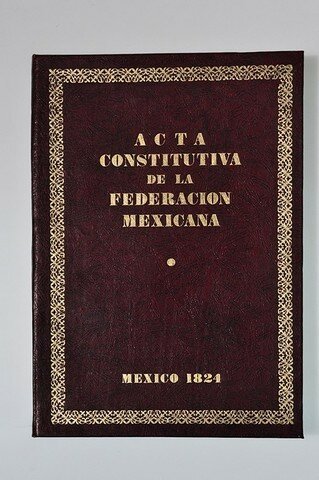 ACTA
CONSTITUTIVA
DE LA
FEDERACION
MEXICANA
MEXICO 1824